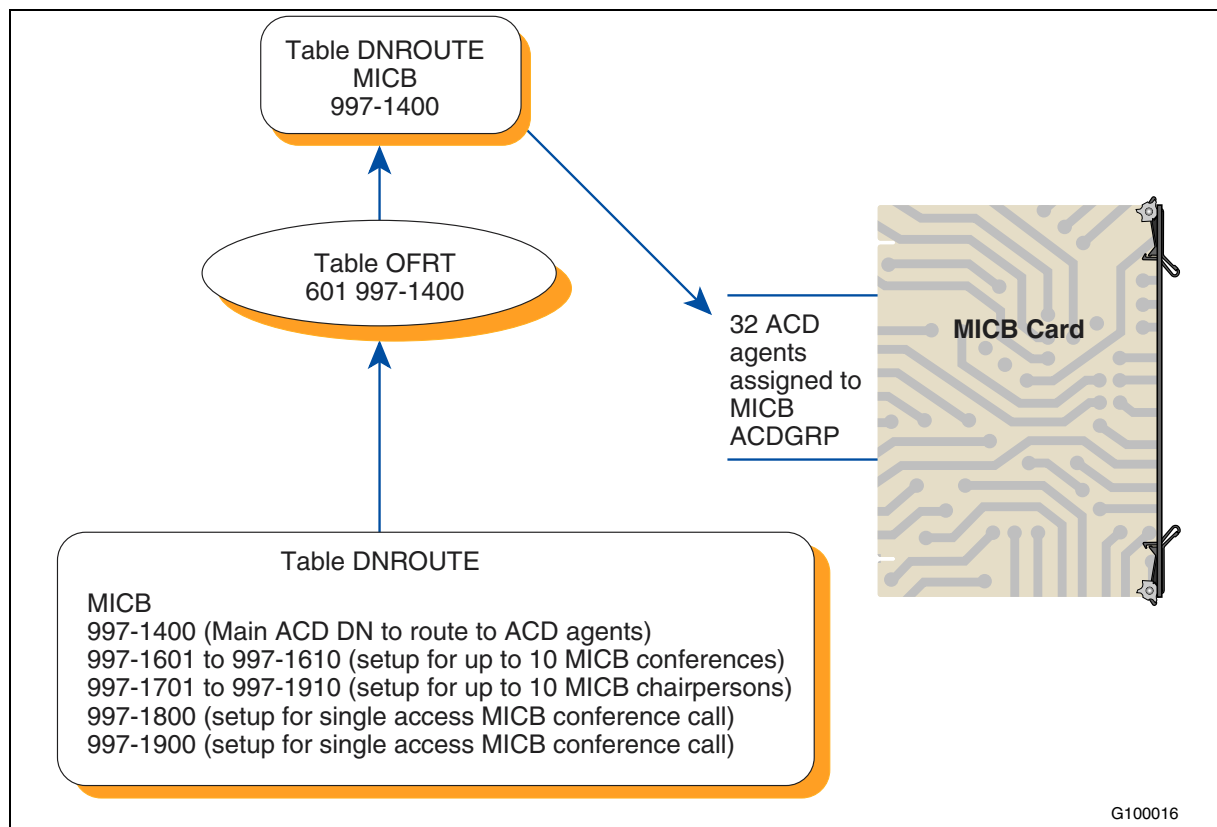 Table DNROUTE
MICB
997-1400
Table OFRT
601 997-1400
32 ACD
agents
assigned to
MICB
ACDGRP
MICB Card
Table DNROUTE
MICB
997-1400 (Main ACD DN to route to ACD agents)
997-1601 to 997-1610 (setup for up to 10 MICB conferences)
997-1701 to 997-1910 (setup for up to 10 MICB chairpersons)
997-1800 (setup for single access MICB conference call)
997-1900 (setup for single access MICB conference call)
G100016